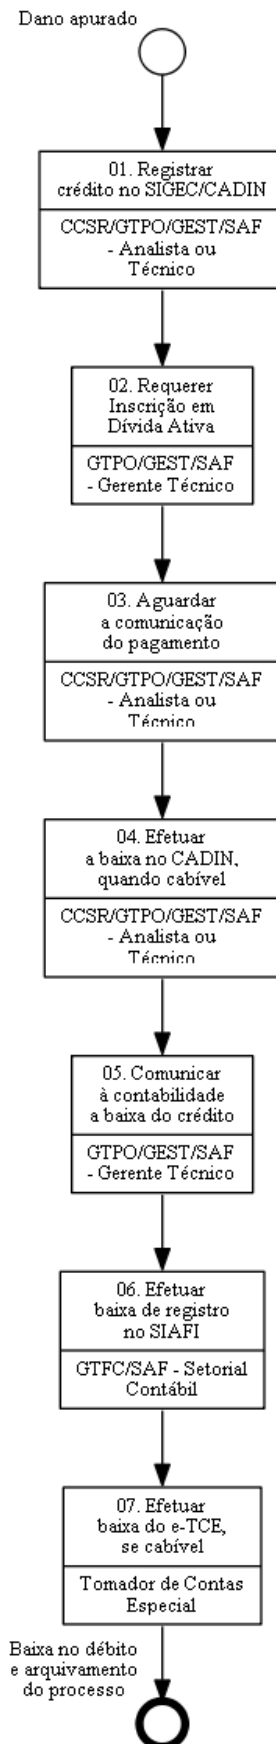 Dano apurado
01. Registrar
crédito no SIGEC/CADIN
CCSR/GTPO/GEST/SAF
- Analista ou
Técnico
02. Requerer
Inscrição em
Dívida Ativa
GTPO/GEST/SAF
- Gerente Técnico
03. Aguardar
a comunicação
do pagamento
CCSR/GTPO/GEST/SAF
- Analista ou
Técnico
04. Efetuar
a baixa no CADIN,
quando cabível
CCSR/GTPO/GEST/SAF
- Analista ou
Técnico
05. Comunicar
à contabilidade
a baixa do crédito
GTPO/GEST/SAF
- Gerente Técnico
06. Efetuar
baixa de registro
no SIAFI
GTFC/SAF - Setorial
Contábil
07. Efetuar
baixa do e-TCE,
se cabível
Tomador de Contas
Especial
Baixa no débito
e arquivamento
do processo